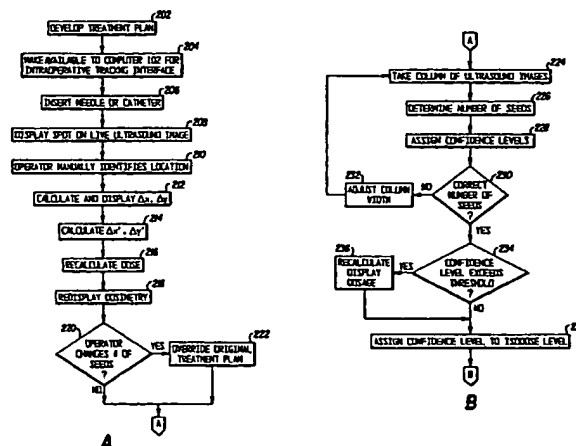 202
DEVELOP TREATMENT PLAN
204
MAKE AVAILABLE TO COMPUTER 102 FOR
INTRAOPERATIVE TRACKING INTERFACE
206
INSERT NEEDLE OR CATHETER
208
DISPLAY SPOT ON LIVE ULTRASOUND IMAGE
210
OPERATOR MANUALLY IDENTIFIES LOCATION
212
CALCULATE AND DISPLAY Δx, Δy
214
CALCULATE Δx', Δy'
216
RECALCULATE DOSE
218
REDISPLAY DOSIMETRY
220
OPERATOR
CHANGES # OF
SEEDS
?
YES
222
OVERRIDE ORIGINAL
TREATMENT PLAN
NO
A
A
A
224
TAKE COLUMN OF ULTRASOUND IMAGES
226
DETERMINE NUMBER OF SEEDS
228
ASSIGN CONFIDENCE LEVELS
230
CORRECT
NUMBER OF
SEEDS
?
NO
232
ADJUST COLUMN
WIDTH
YES
234
CONFIDENCE
LEVEL EXCEEDS
THRESHOLD
?
YES
236
RECALCULATE
DISPLAY
DOSAGE
NO
ASSIGN CONFIDENCE LEVEL TO ISODOSE LEVEL
B
B